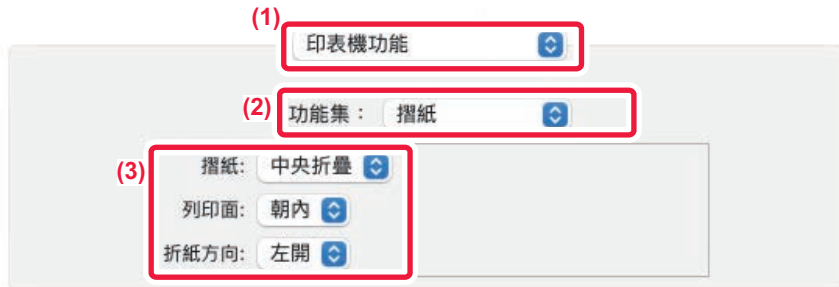 (1)
印表機功能
(2)
功能集： 摺紙
(3)
摺紙: 中央折疊
列印面: 朝內
折紙方向: 左開